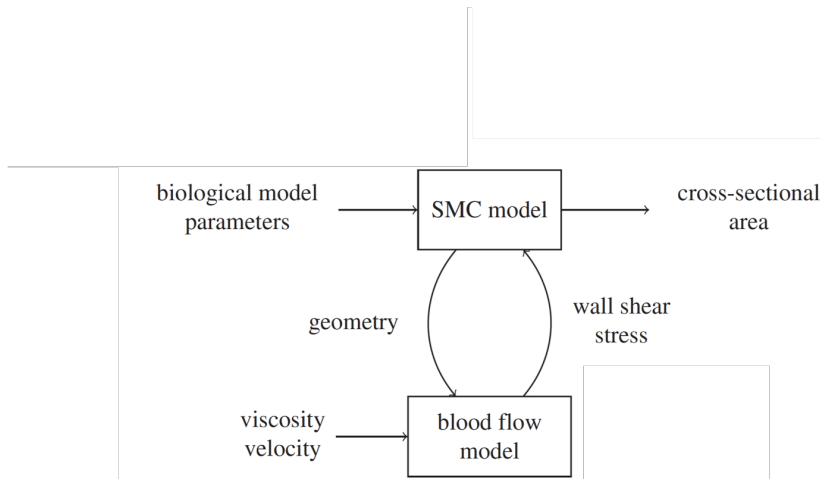 biological model
parameters
SMC model
cross-sectional
area
geometry
wall shear
stress
viscosity
velocity
blood flow
model